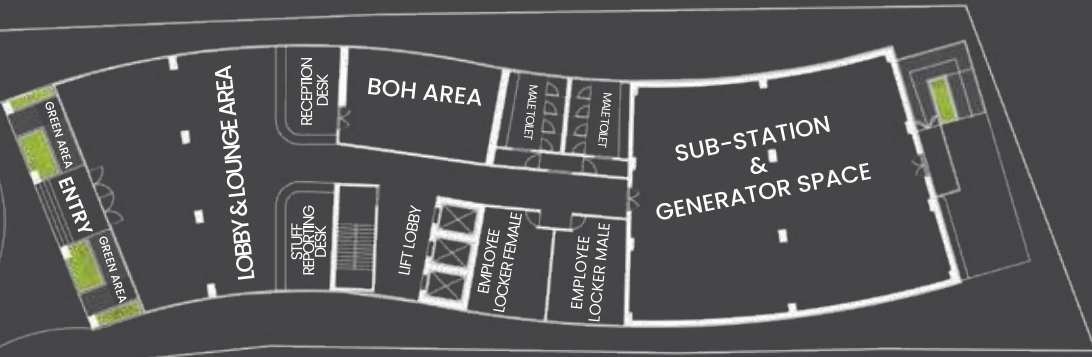 GREEN AREA
ENTRY
GREEN AREA
LOBBY & LOUNGE AREA
RECEPTION
DESK
STUFF
REPORTING
DESK
BOH AREA
LIFT LOBBY
MALE TOILET
MALE TOILET
EMPLOYEE
LOCKER FEMALE
EMPLOYEE
LOCKER MALE
SUB-STATION
&
GENERATOR SPACE